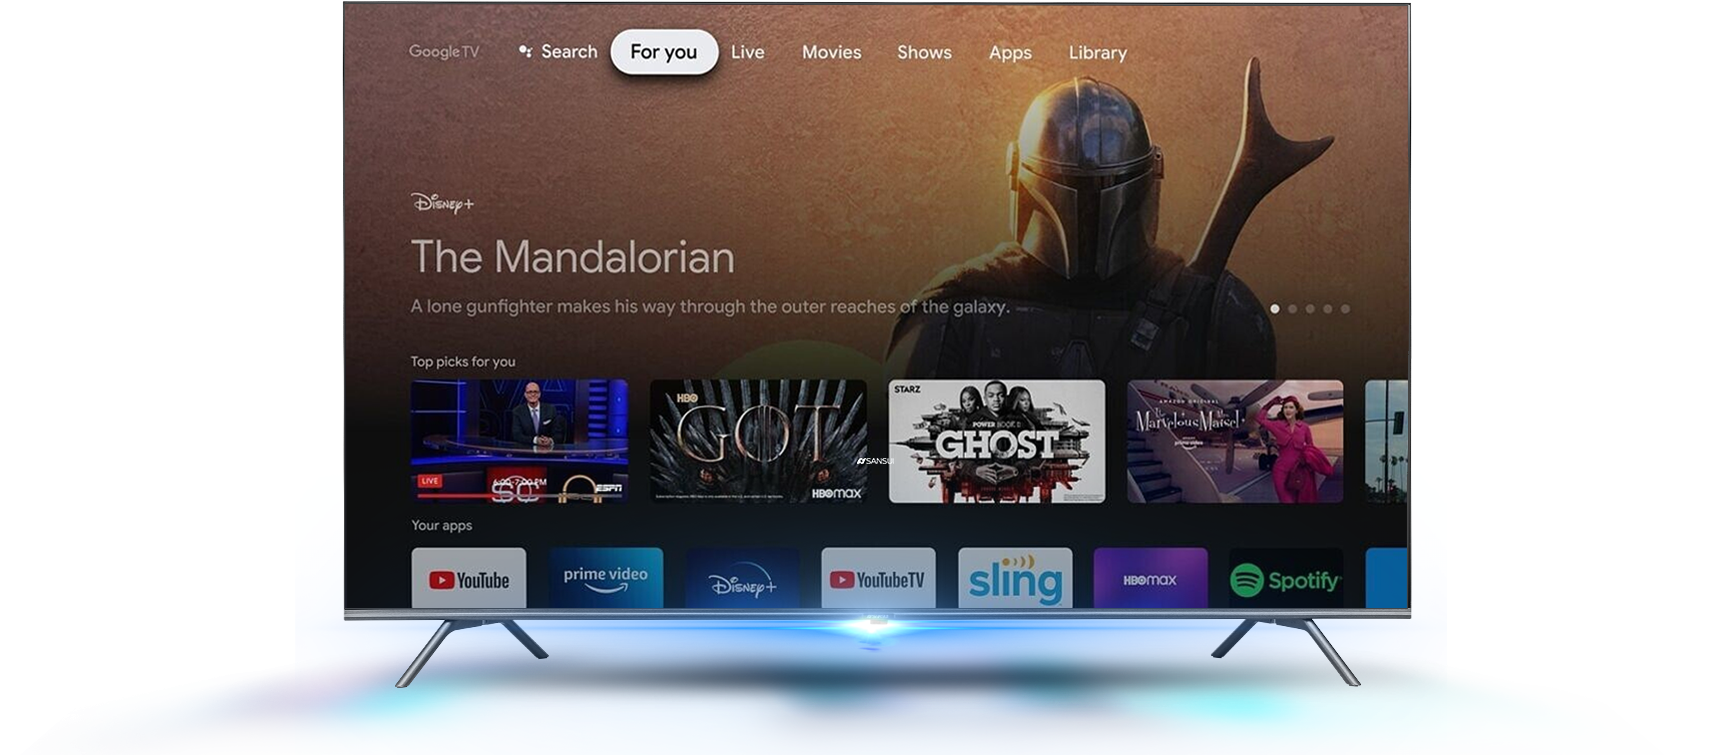 Google TV
Search
For you
Live
Movies
Shows
Apps
Library
Disney+
The Mandalorian
A lone gunfighter makes his way through the outer reaches of the galaxy.
Top picks for you
LIVE
6:00-7:00 PM
SC
ESPN
HBO
GOT
HBOmax
SANSUI
STARZ
POWER BOOK II
GHOST
AMAZON ORIGINAL
The
Marvelous Mrs.
Maisel
prime video
Your apps
YouTube
prime video
Disney+
YouTubeTV
sling
HBOmax
Spotify